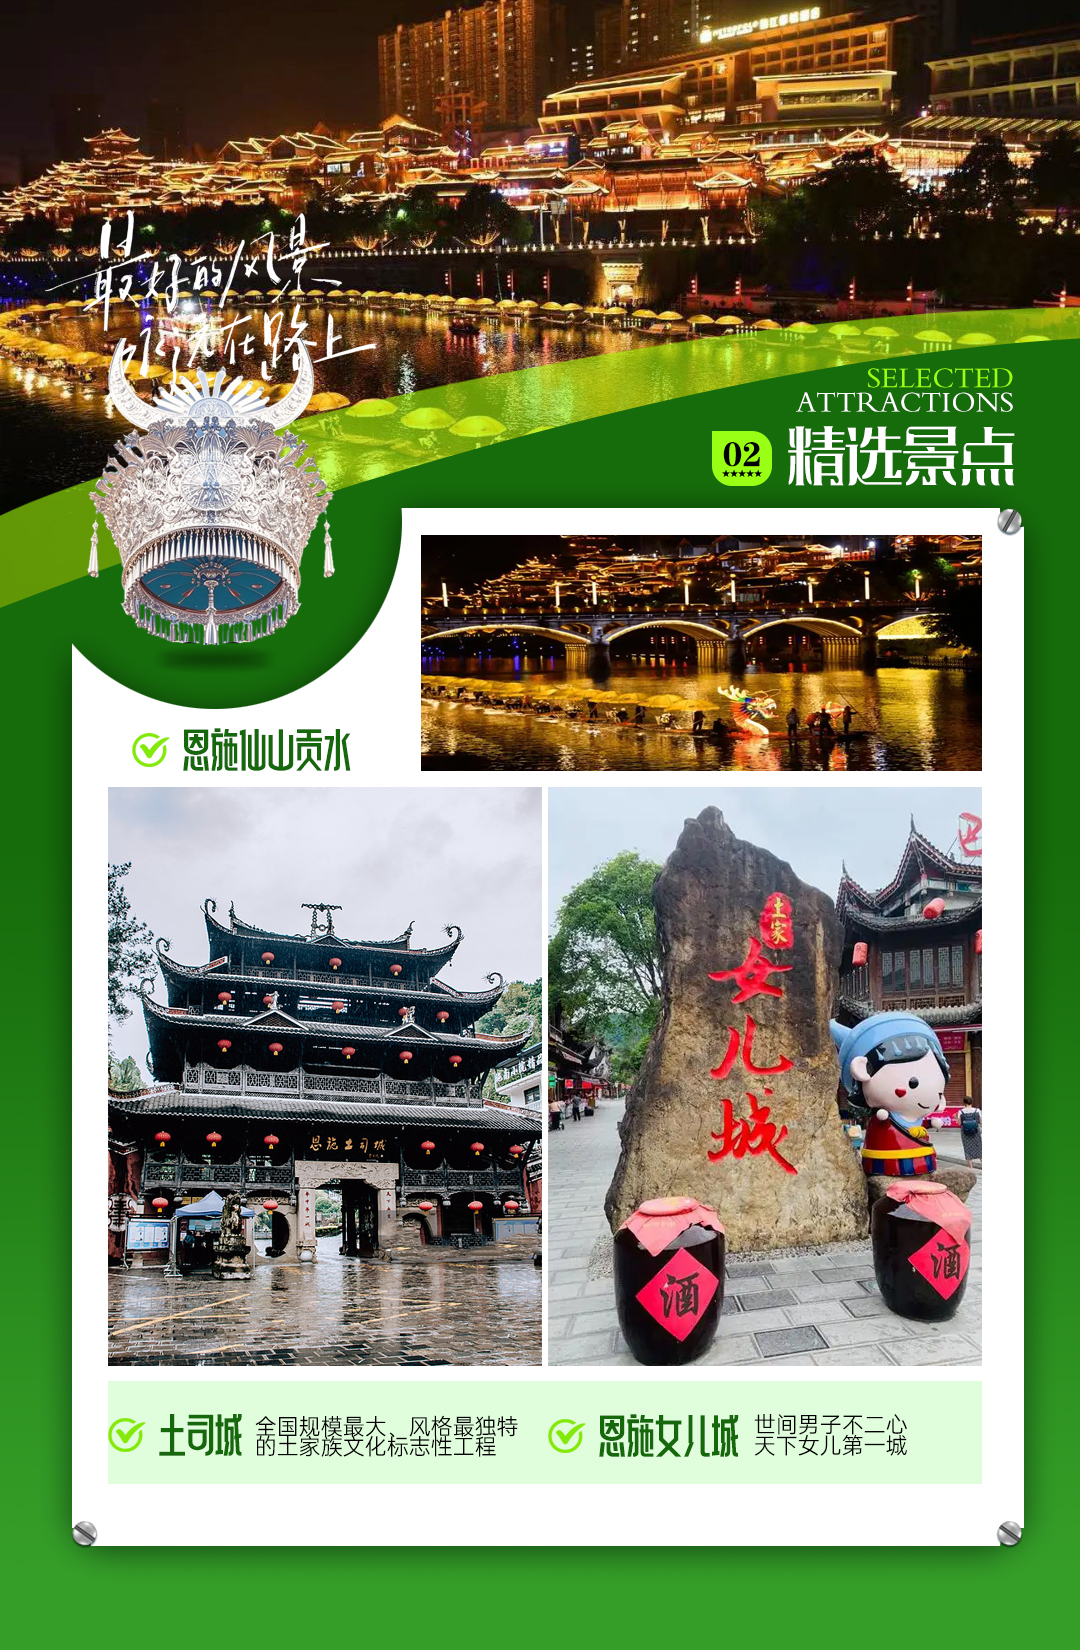 最好的风景
永远在路上
SELECTED
ATTRACTIONS
02
精选景点
恩施仙山贡水
恩施土司城
土家
女儿城
酒
酒
土司城
全国规模最大、风格最独特
的土家族文化标志性工程
恩施女儿城
世间男子不二心
天下女儿第一城